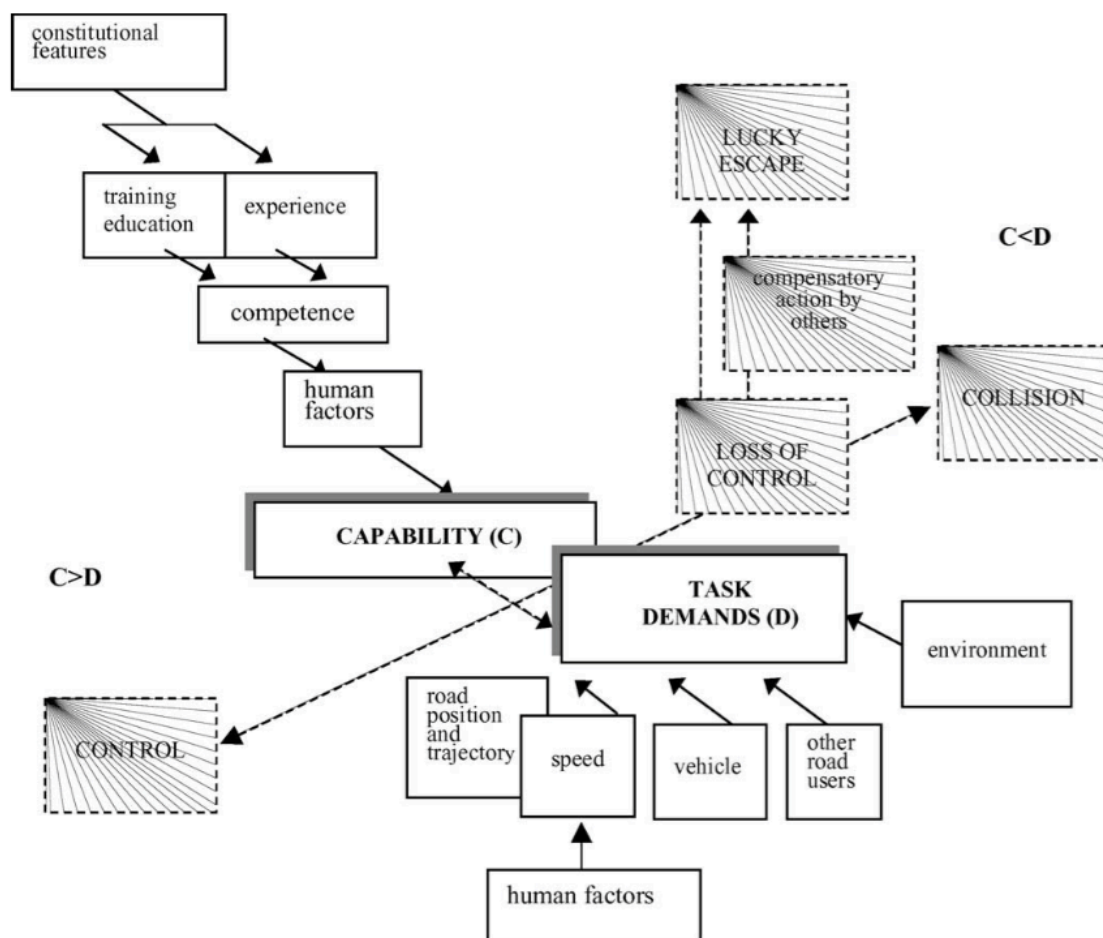 constitutional
features
training
education
experience
competence
human
factors
LUCKY
ESCAPE
C<D
compensatory
action by
others
COLLISION
LOSS OF
CONTROL
CAPABILITY (C)
C>D
TASK
DEMANDS (D)
environment
CONTROL
road
position
and
trajectory
speed
vehicle
other
road
users
human factors